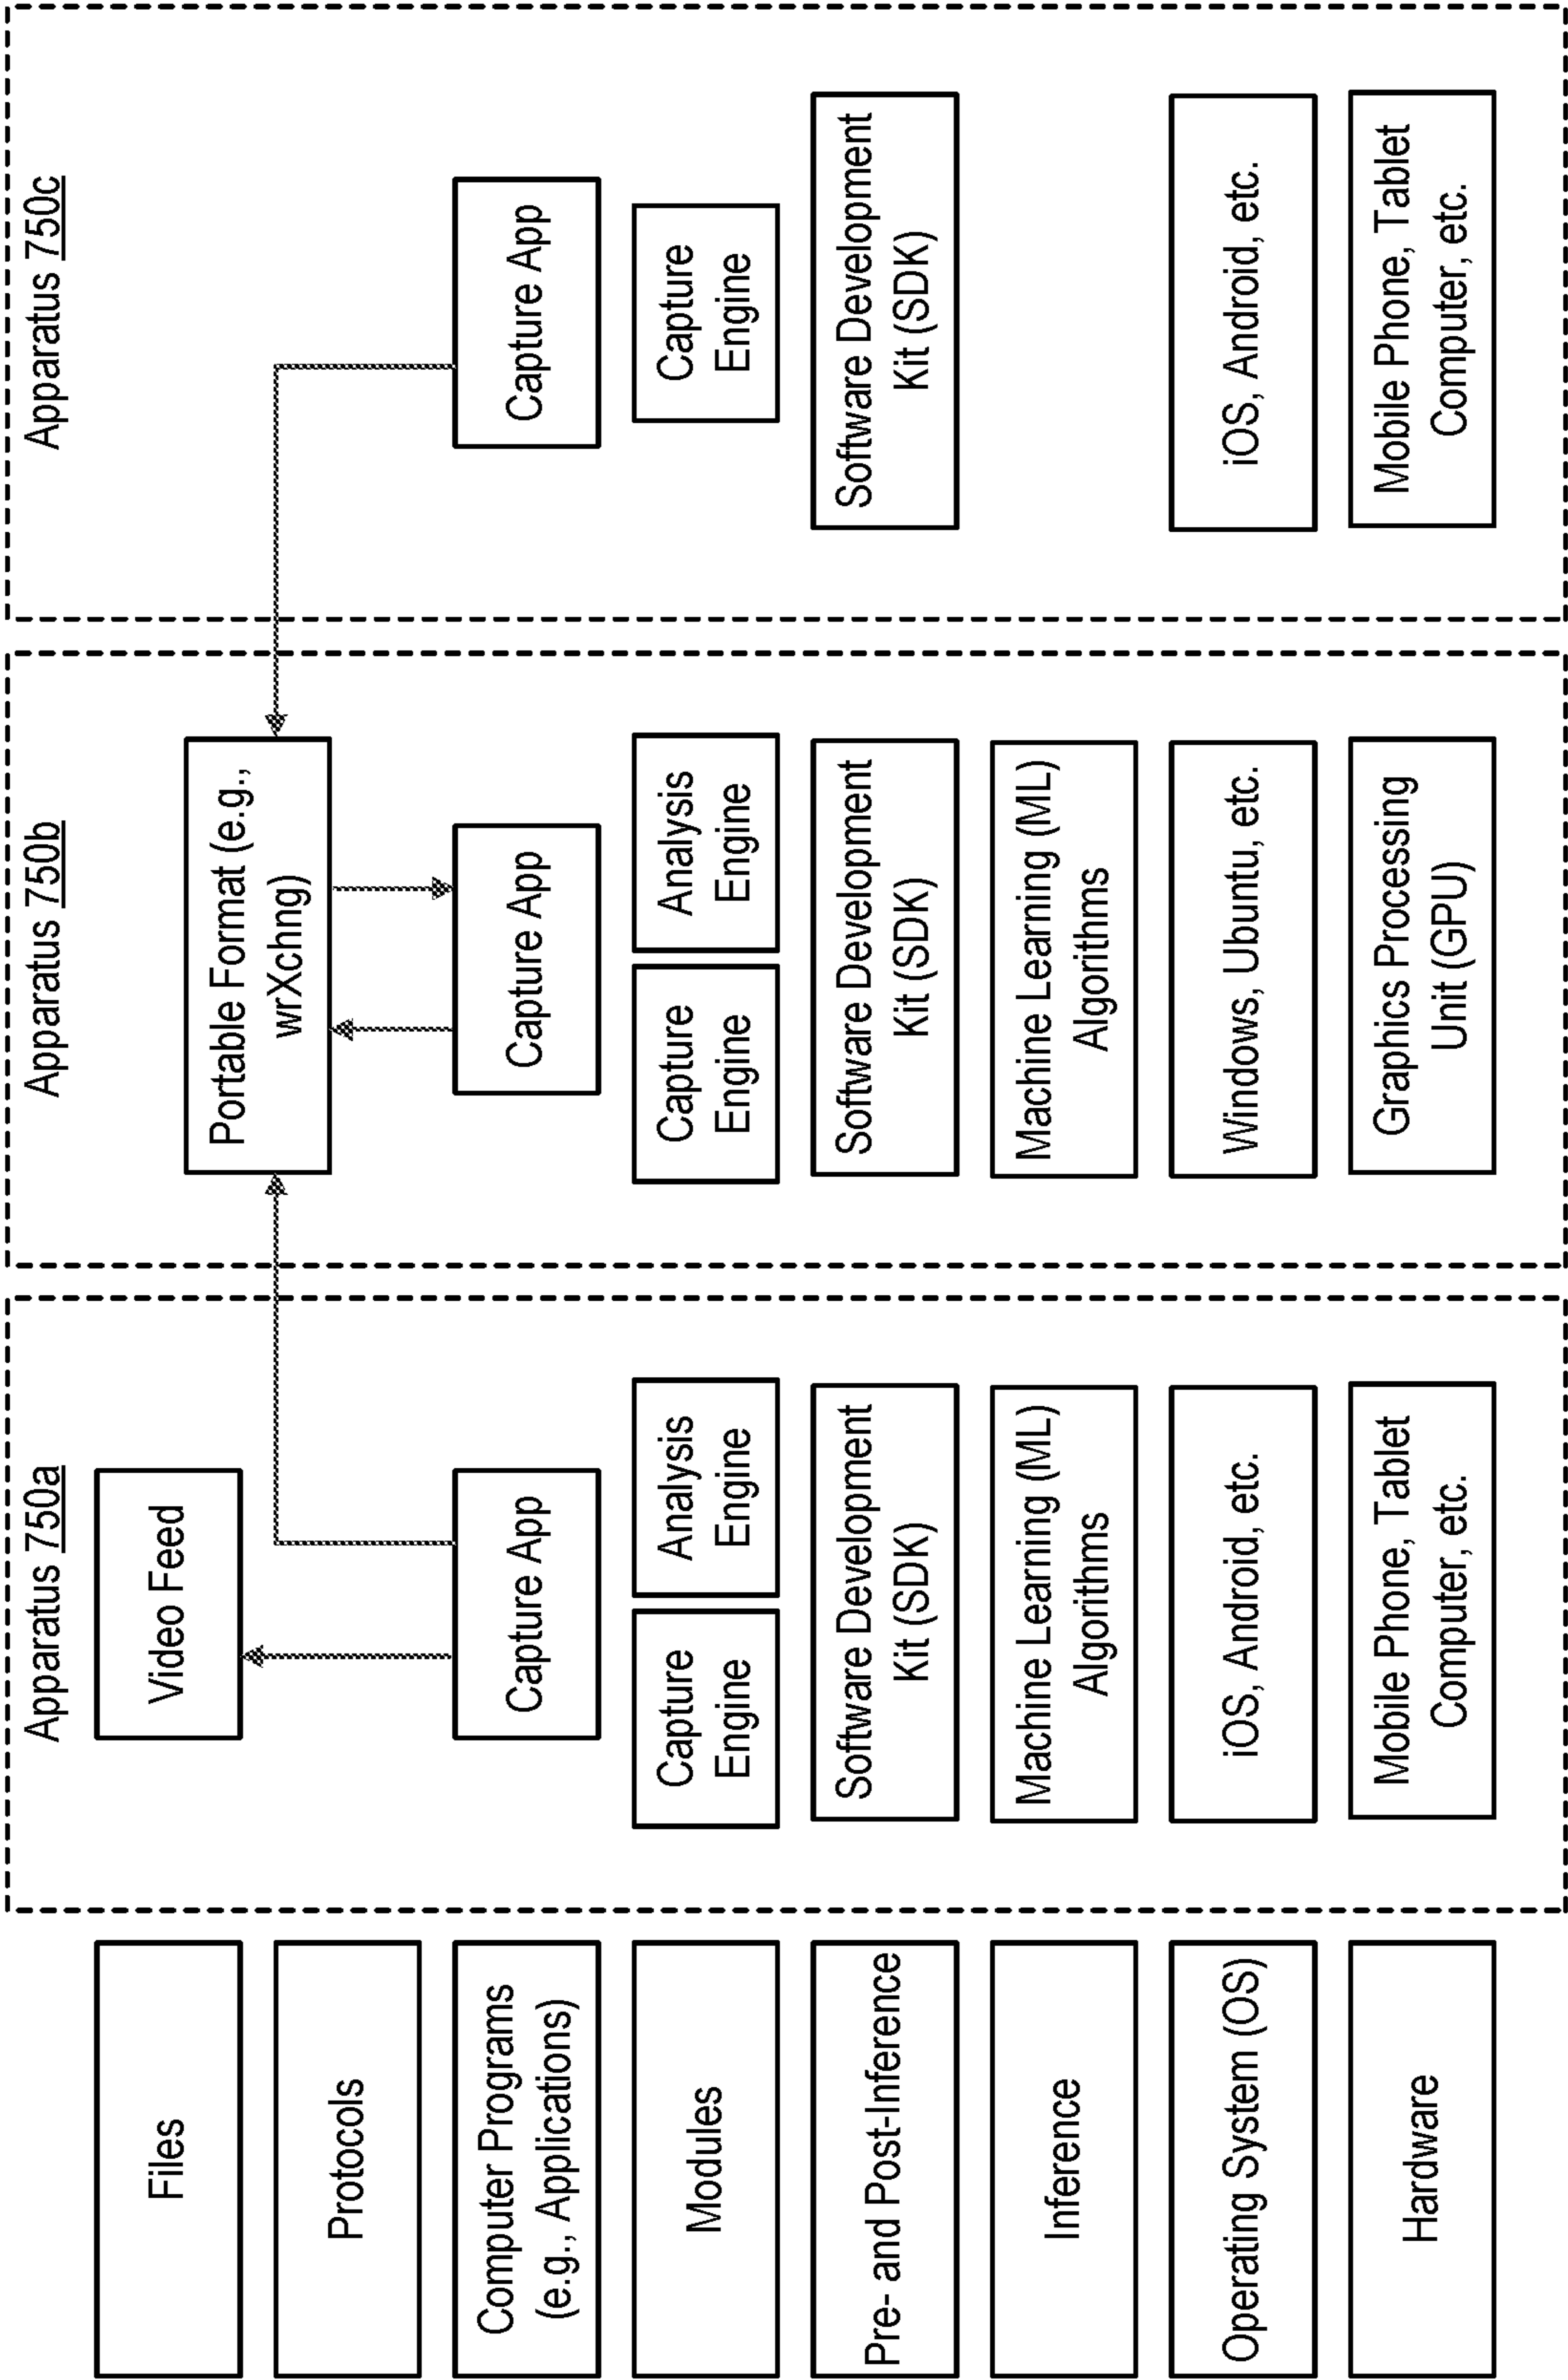 Files
Protocols
Computer Programs
(e.g., Applications)
Modules
Pre- and Post-Inference
Inference
Operating System (OS)
Hardware
Apparatus 750a
Video Feed
Capture App
Capture
Engine
Analysis
Engine
Software Development
Kit (SDK)
Machine Learning (ML)
Algorithms
iOS, Android, etc.
Mobile Phone, Tablet
Computer, etc.
Apparatus 750b
Portable Format (e.g.,
wrXchng)
Capture App
Capture
Engine
Analysis
Engine
Software Development
Kit (SDK)
Machine Learning (ML)
Algorithms
Windows, Ubuntu, etc.
Graphics Processing
Unit (GPU)
Apparatus 750c
Capture App
Capture
Engine
Software Development
Kit (SDK)
iOS, Android, etc.
Mobile Phone, Tablet
Computer, etc.